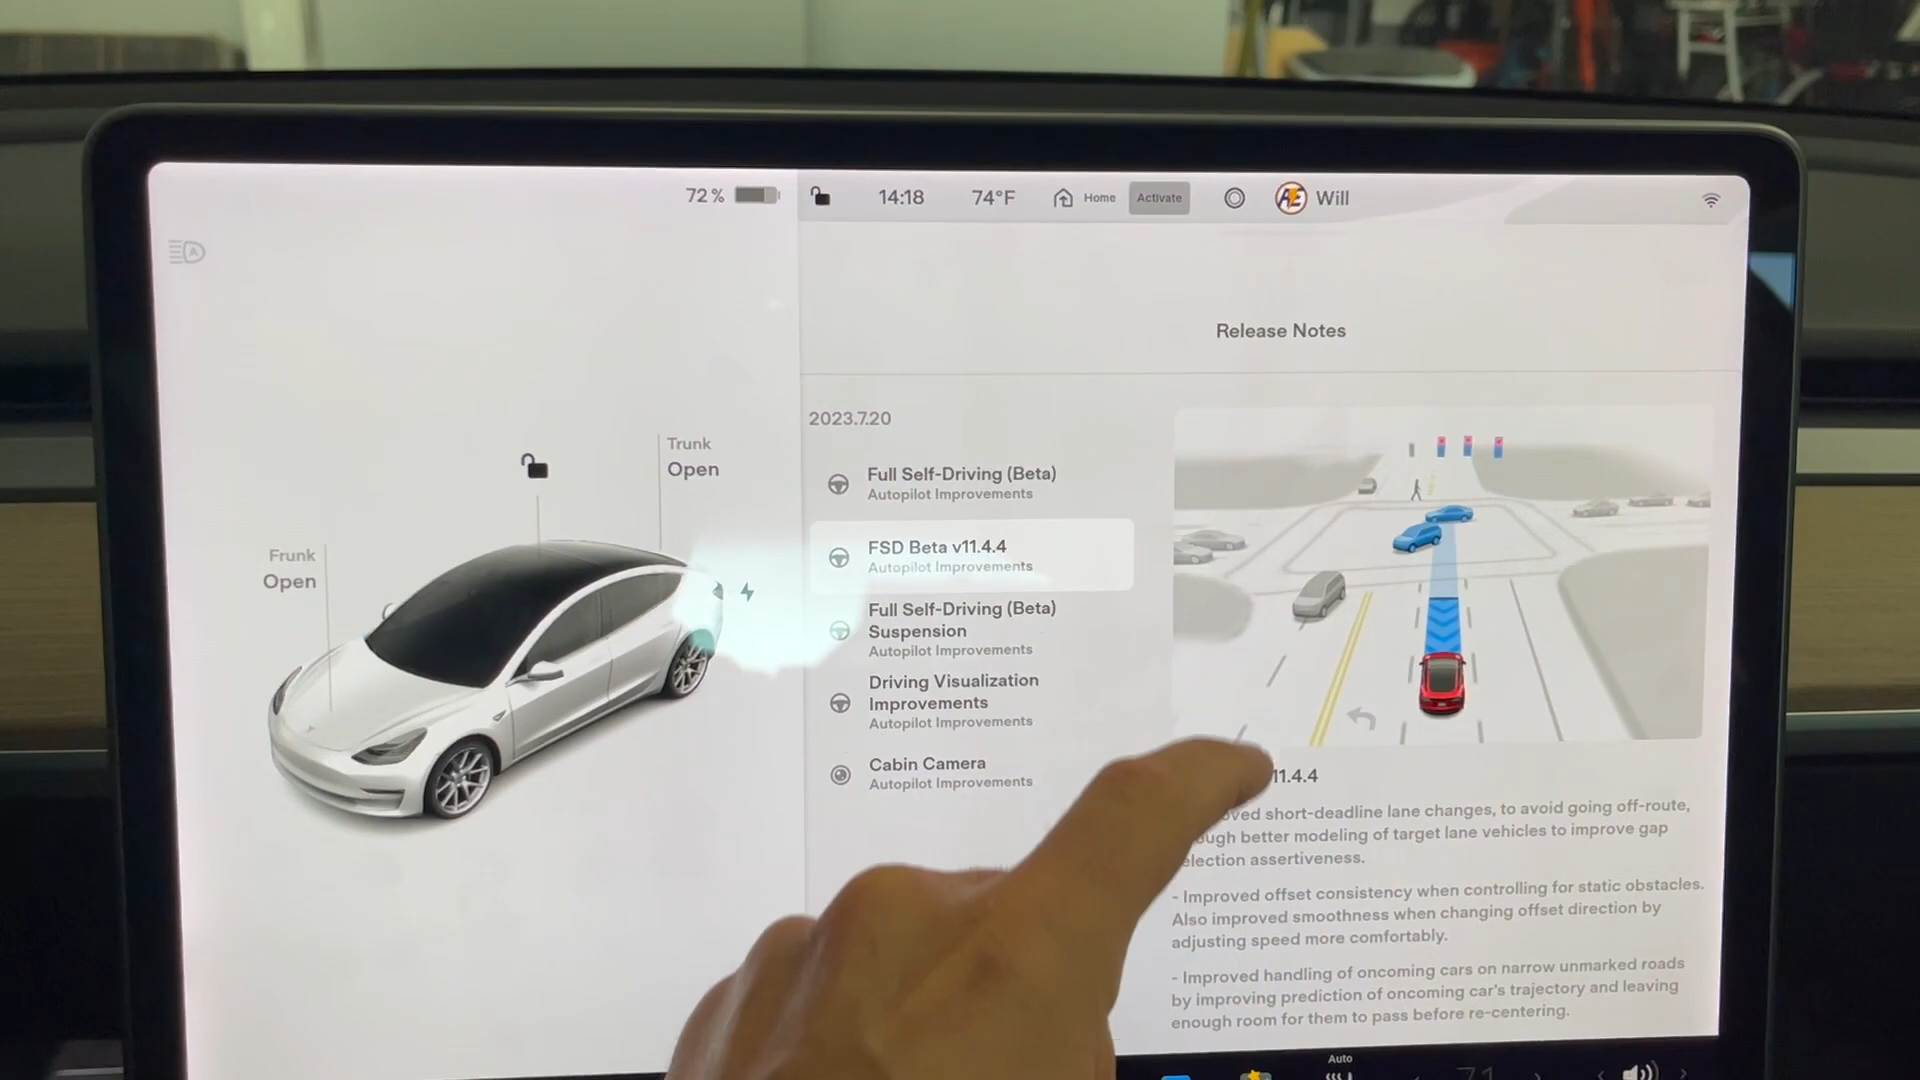 72 %
14:18
74°F
Home
Activate
Will
Trunk
Open
Frunk
Open
Release Notes
2023.7.20
Full Self-Driving (Beta)
Autopilot Improvements
FSD Beta v11.4.4
Autopilot Improvements
Full Self-Driving (Beta)
Suspension
Autopilot Improvements
Driving Visualization
Improvements
Autopilot Improvements
Cabin Camera
Autopilot Improvements
11.4.4
short-deadline lane changes, to avoid going off-route,
better modeling of target lane vehicles to improve gap
assertiveness.
- Improved offset consistency when controlling for static obstacles.
Also improved smoothness when changing offset direction by
adjusting speed more comfortably.
- Improved handling of oncoming cars on narrow unmarked roads
by improving prediction of oncoming car's trajectory and leaving
enough room for them to pass before re-centering.
Auto